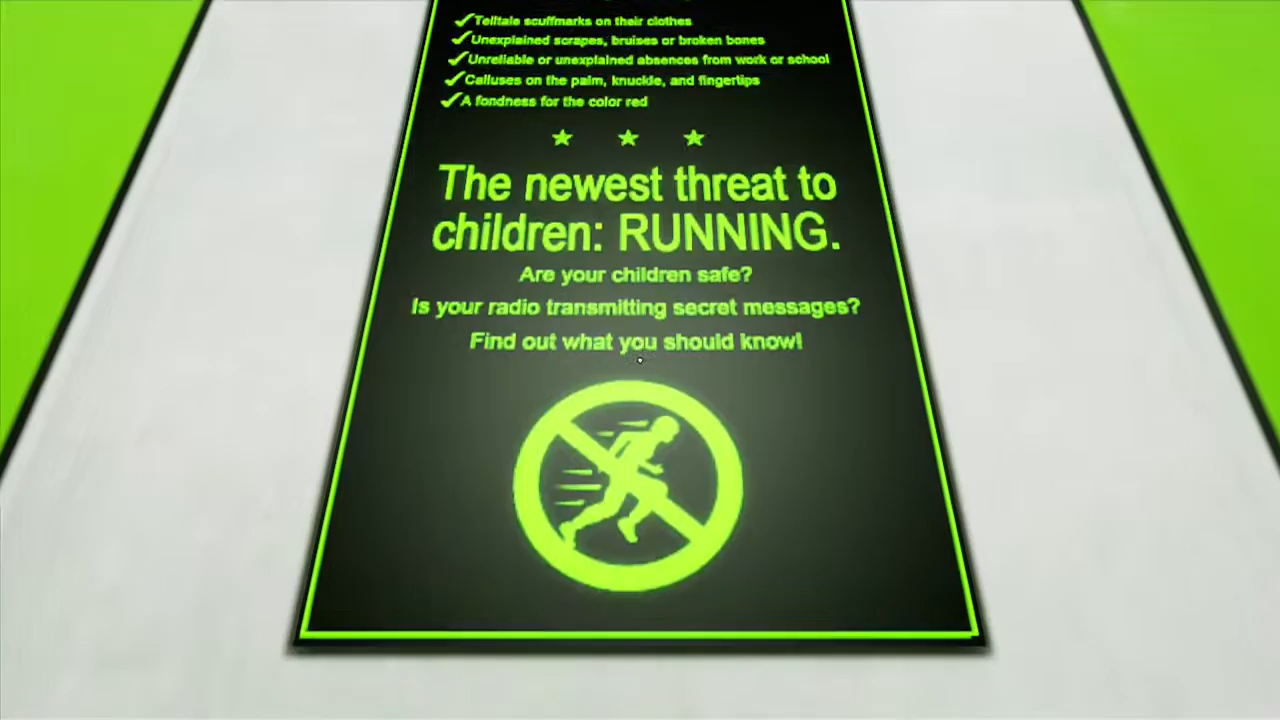 Telltale scuffmarks on their clothes
Unexplained scrapes, bruises or broken bones
Unreliable or unexplained absences from work or school
Calluses on the palm, knuckle, and fingertips
A fondness for the color red
The newest threat to
children: RUNNING.
Are your children safe?
Is your radio transmitting secret messages?
Find out what you should know!